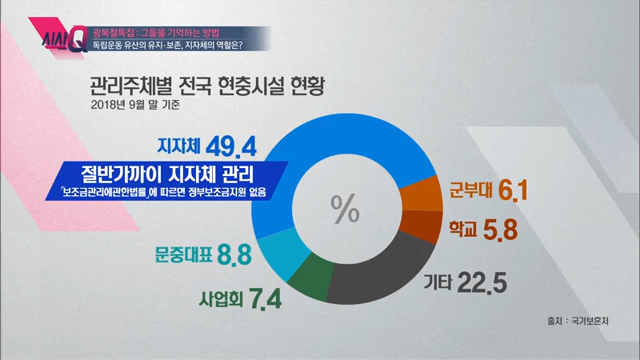 시사Q
광복절특집 : 그들을 기억하는 방법
독립운동 유산의 유지·보존, 지자체의 역할은?
관리주체별 전국 현충시설 현황
2018년 9월 말 기준
지자체 49.4
절반가까이 지자체 관리
「보조금관리에관한법률」에 따르면 정부보조금지원 없음
군부대 6.1
%
학교 5.8
문중대표 8.8
기타 22.5
사업회 7.4
출처 : 국가보훈처